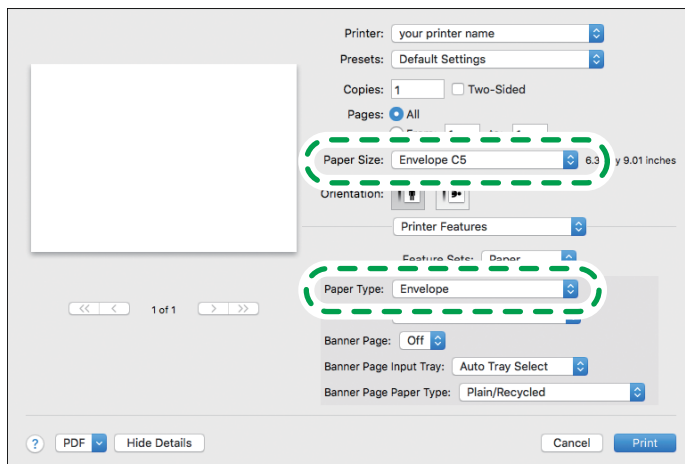 Printer: your printer name
Presets: Default Settings
Copies: 1 Two-Sided
Pages: All
Paper Size: Envelope C5 6.3 y 9.01 inches
Orientation:
Printer Features
Feature Sets: Paper
Paper Type: Envelope
<< < 1 of 1 > >>
Banner Page: Off
Banner Page Input Tray: Auto Tray Select
Banner Page Paper Type: Plain/Recycled
? PDF Hide Details Cancel Print